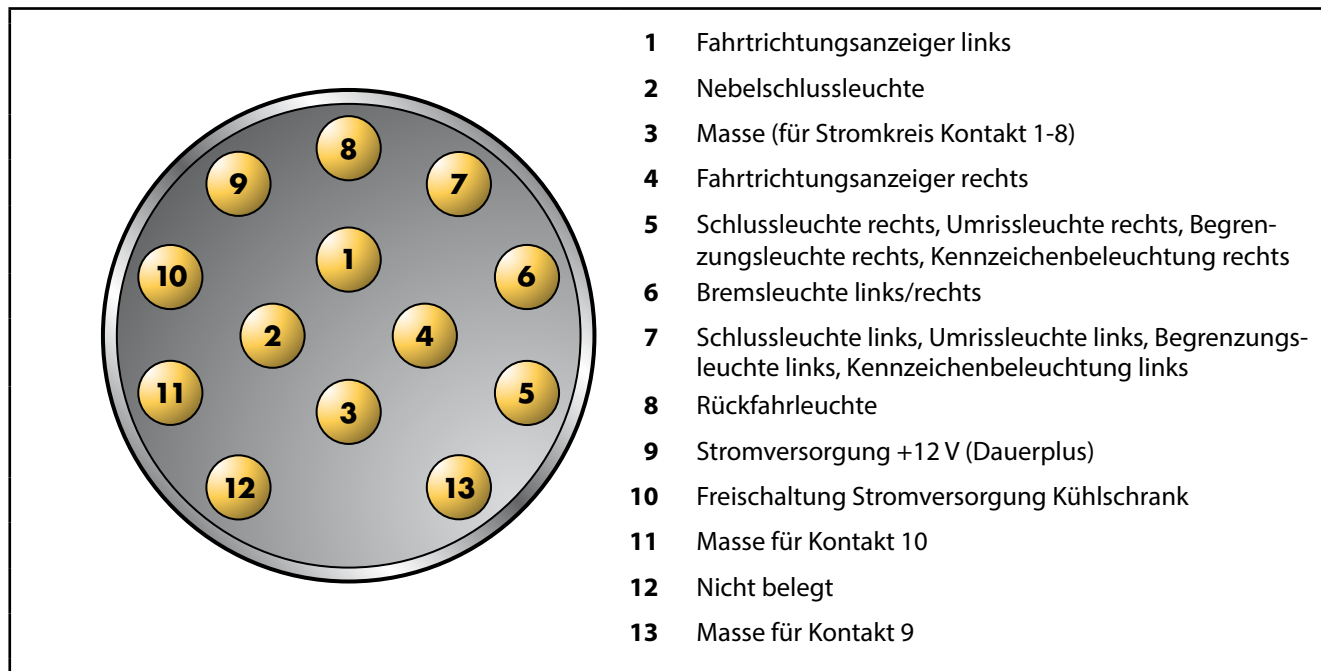 8
9
7
1
10
6
2
4
11
5
3
12
13
1 Fahrtrichtungsanzeiger links
2 Nebelschlussleuchte
3 Masse (für Stromkreis Kontakt 1-8)
4 Fahrtrichtungsanzeiger rechts
5 Schlussleuchte rechts, Umrissleuchte rechts, Begren-
zungsleuchte rechts, Kennzeichenbeleuchtung rechts
6 Bremsleuchte links/rechts
7 Schlussleuchte links, Umrissleuchte links, Begrenzungs-
leuchte links, Kennzeichenbeleuchtung links
8 Rückfahrleuchte
9 Stromversorgung +12 V (Dauerplus)
10 Freischaltung Stromversorgung Kühlschrank
11 Masse für Kontakt 10
12 Nicht belegt
13 Masse für Kontakt 9